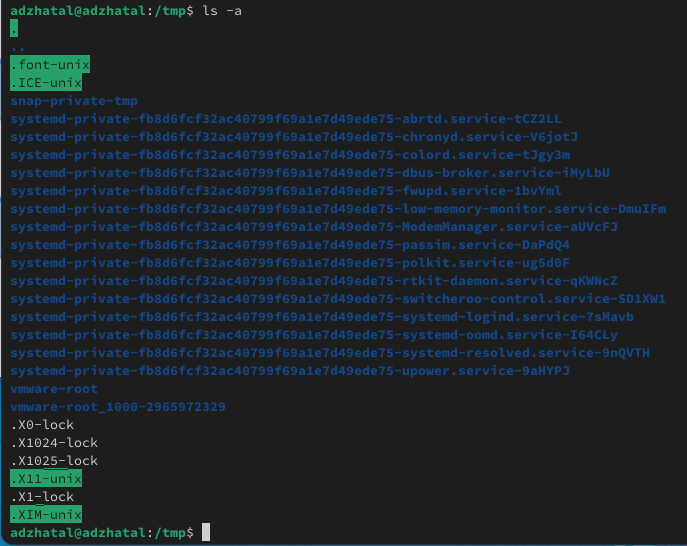 adzhatal@adzhatal:/tmp$ ls -a
.
..
.font-unix
.ICE-unix
snap-private-tmp
systemd-private-fb8d6fcf32ac40799f69a1e7d49ede75-abrtd.service-tCZ2LL
systemd-private-fb8d6fcf32ac40799f69a1e7d49ede75-chronyd.service-V6jotJ
systemd-private-fb8d6fcf32ac40799f69a1e7d49ede75-colord.service-tJgy3m
systemd-private-fb8d6fcf32ac40799f69a1e7d49ede75-dbus-broker.service-iMyLbU
systemd-private-fb8d6fcf32ac40799f69a1e7d49ede75-fwupd.service-1bvYml
systemd-private-fb8d6fcf32ac40799f69a1e7d49ede75-low-memory-monitor.service-DmuIFm
systemd-private-fb8d6fcf32ac40799f69a1e7d49ede75-ModemManager.service-aUVcFJ
systemd-private-fb8d6fcf32ac40799f69a1e7d49ede75-passim.service-DaPdQ4
systemd-private-fb8d6fcf32ac40799f69a1e7d49ede75-polkit.service-ug5d0F
systemd-private-fb8d6fcf32ac40799f69a1e7d49ede75-rtkit-daemon.service-qKWNcZ
systemd-private-fb8d6fcf32ac40799f69a1e7d49ede75-switcheroo-control.service-SD1XW1
systemd-private-fb8d6fcf32ac40799f69a1e7d49ede75-systemd-logind.service-7sMavb
systemd-private-fb8d6fcf32ac40799f69a1e7d49ede75-systemd-oomd.service-I64CLy
systemd-private-fb8d6fcf32ac40799f69a1e7d49ede75-systemd-resolved.service-9nQVTH
systemd-private-fb8d6fcf32ac40799f69a1e7d49ede75-upower.service-9aHYPJ
vmware-root
vmware-root_1000-2965972329
.X0-lock
.X1024-lock
.X1025-lock
.X11-unix
.X1-lock
.XIM-unix
adzhatal@adzhatal:/tmp$